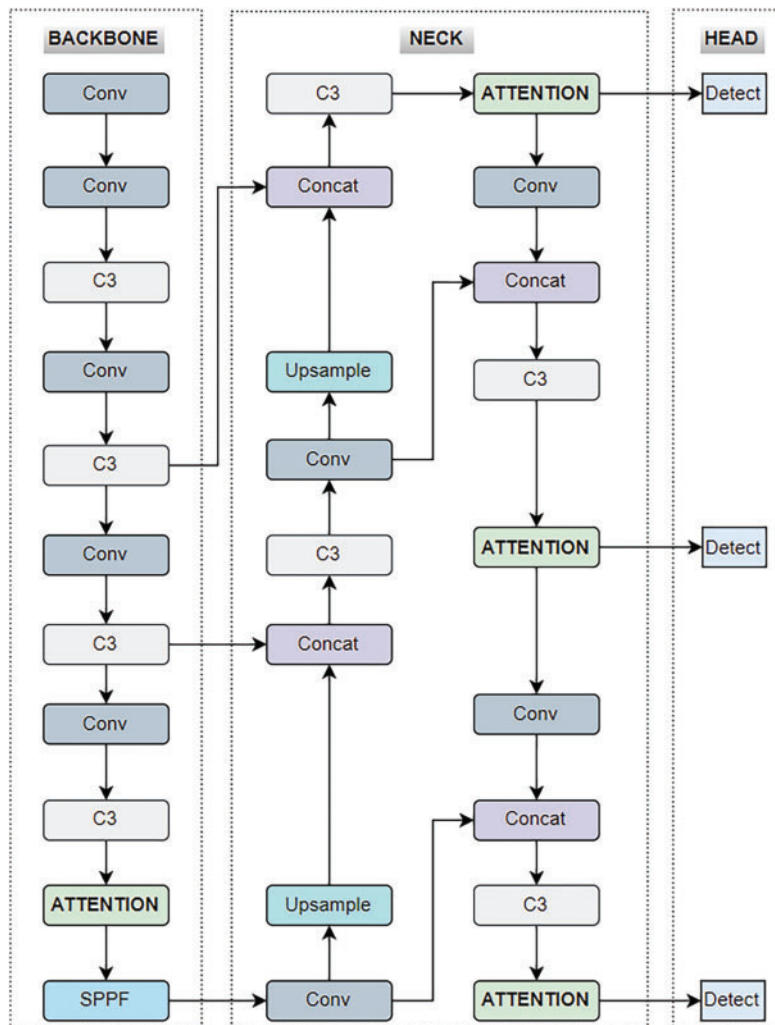 BACKBONE
Conv
Conv
C3
Conv
C3
Conv
C3
Conv
C3
ATTENTION
SPPF
NECK
C3
Concat
Upsample
Conv
C3
Concat
Upsample
Conv
ATTENTION
Conv
Concat
C3
ATTENTION
Conv
Concat
C3
ATTENTION
HEAD
Detect
Detect
Detect